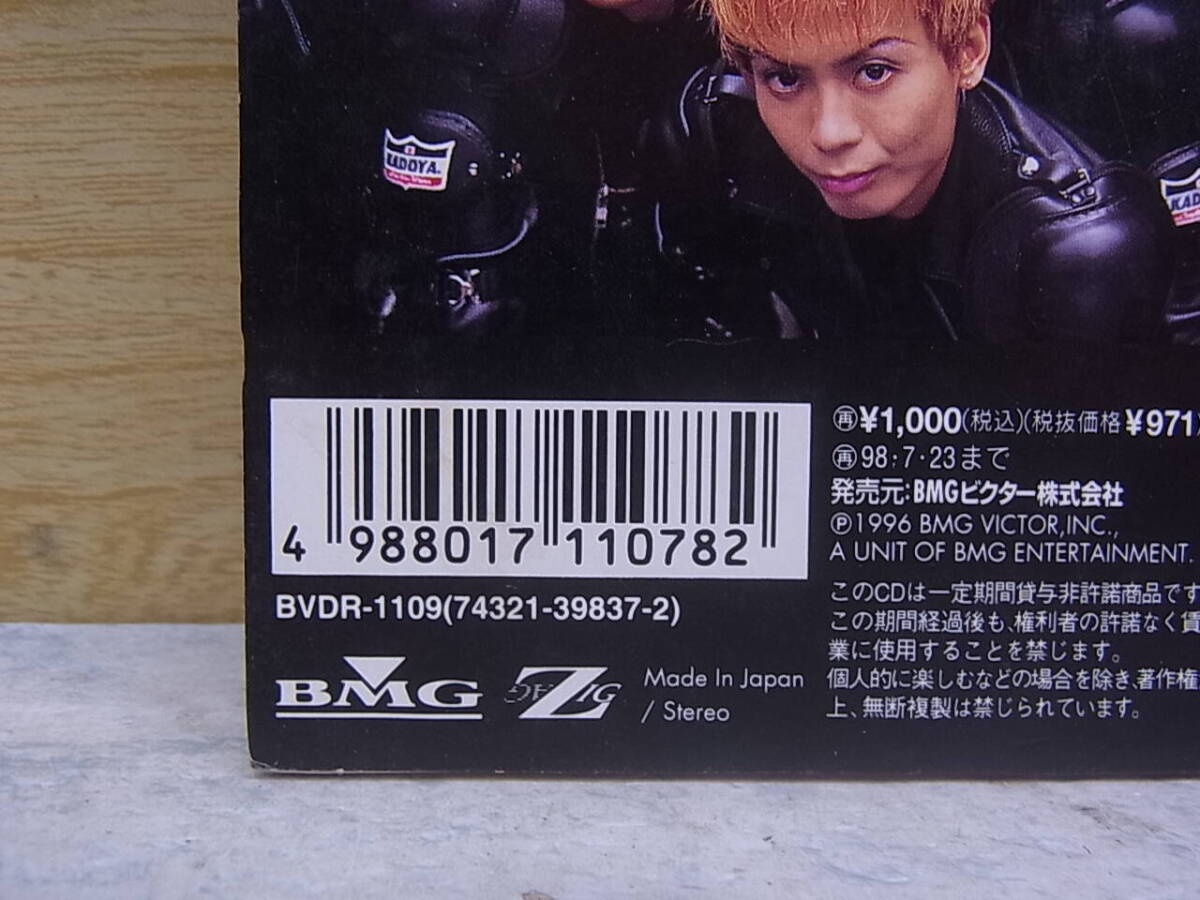 KADOYA.
KADOYA
4 988017 110782
BVDR-1109(74321-39837-2)
BMG
ZIG ZAG
Made In Japan
/ Stereo
再¥1,000(税込)(税抜価格¥971)
再98・7・23まで
発売元:BMGビクター株式会社
Ⓟ1996 BMG VICTOR,INC.,
A UNIT OF BMG ENTERTAINMENT.
このCDは一定期間貸与非許諾商品です
この期間経過後も、権利者の許諾なく賃
業に使用することを禁じます。
個人的に楽しむなどの場合を除き、著作権
上、無断複製は禁じられています。